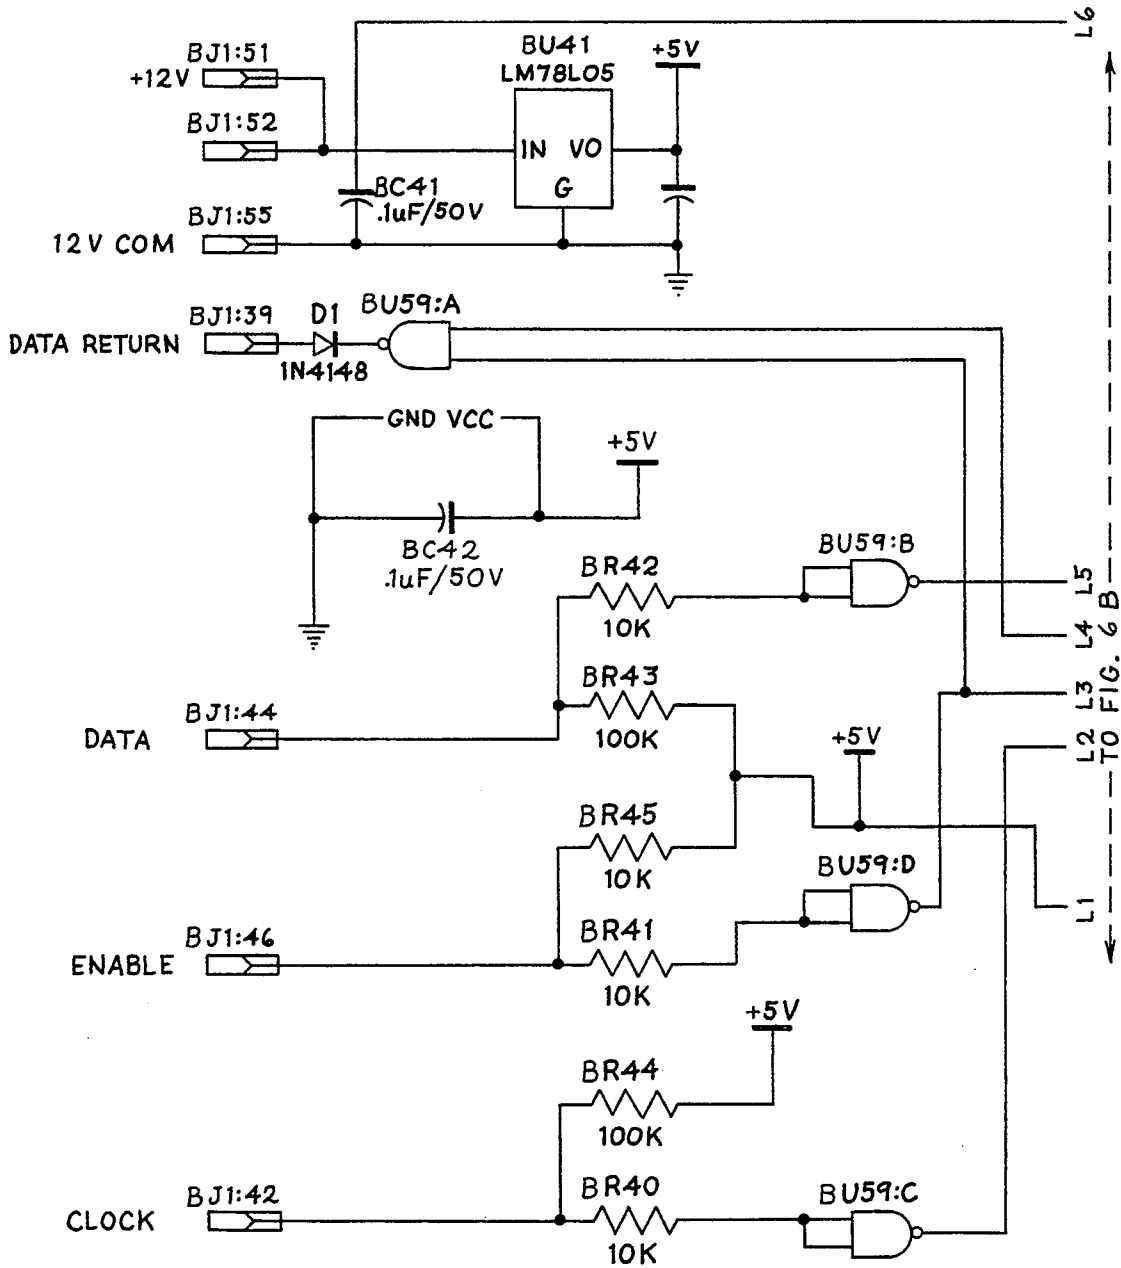 L6
BJ1:51
+12V
BU41
LM78L05
+5V
BJ1:52
IN VO
G
BC41
.1uF/50V
BJ1:55
12V COM
BJ1:39
DATA RETURN
D1
1N4148
BU59:A
GND VCC
+5V
BC42
.1uF/50V
BR42
10K
BU59:B
L5
L4
BR43
100K
L3
BJ1:44
DATA
L2
TO FIG. 6B
+5V
BR45
10K
BU59:D
L1
BJ1:46
ENABLE
BR41
10K
+5V
BR44
100K
BJ1:42
CLOCK
BR40
10K
BU59:C